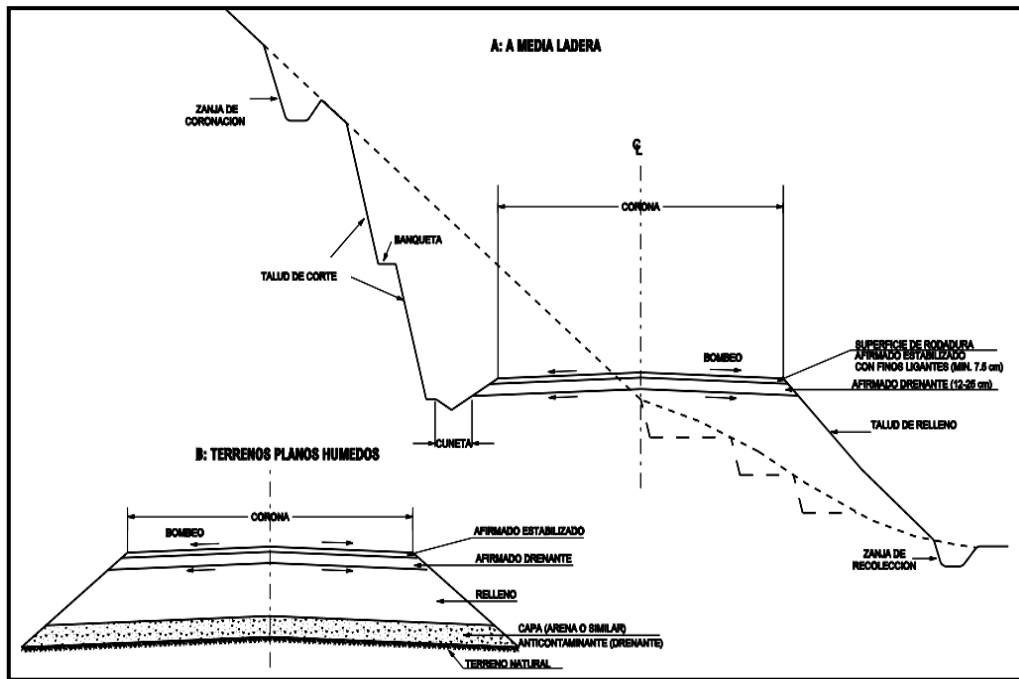 A: A MEDIA LADERA
ZANJA DE
CORONACION
℄
CORONA
BANQUETA
TALUD DE CORTE
SUPERFICIE DE RODADURA
AFIRMADO ESTABILIZADO
CON FINOS LIGANTES (MIN. 7.5 cm)
BOMBEO
AFIRMADO DRENANTE (12-25 cm)
TALUD DE RELLENO
CUNETA
ZANJA DE
RECOLECCIÓN
B: TERRENOS PLANOS HUMEDOS
CORONA
BOMBEO
AFIRMADO ESTABILIZADO
AFIRMADO DRENANTE
RELLENO
CAPA (ARENA O SIMILAR)
ANTICONTAMINANTE (DRENANTE)
TERRENO NATURAL